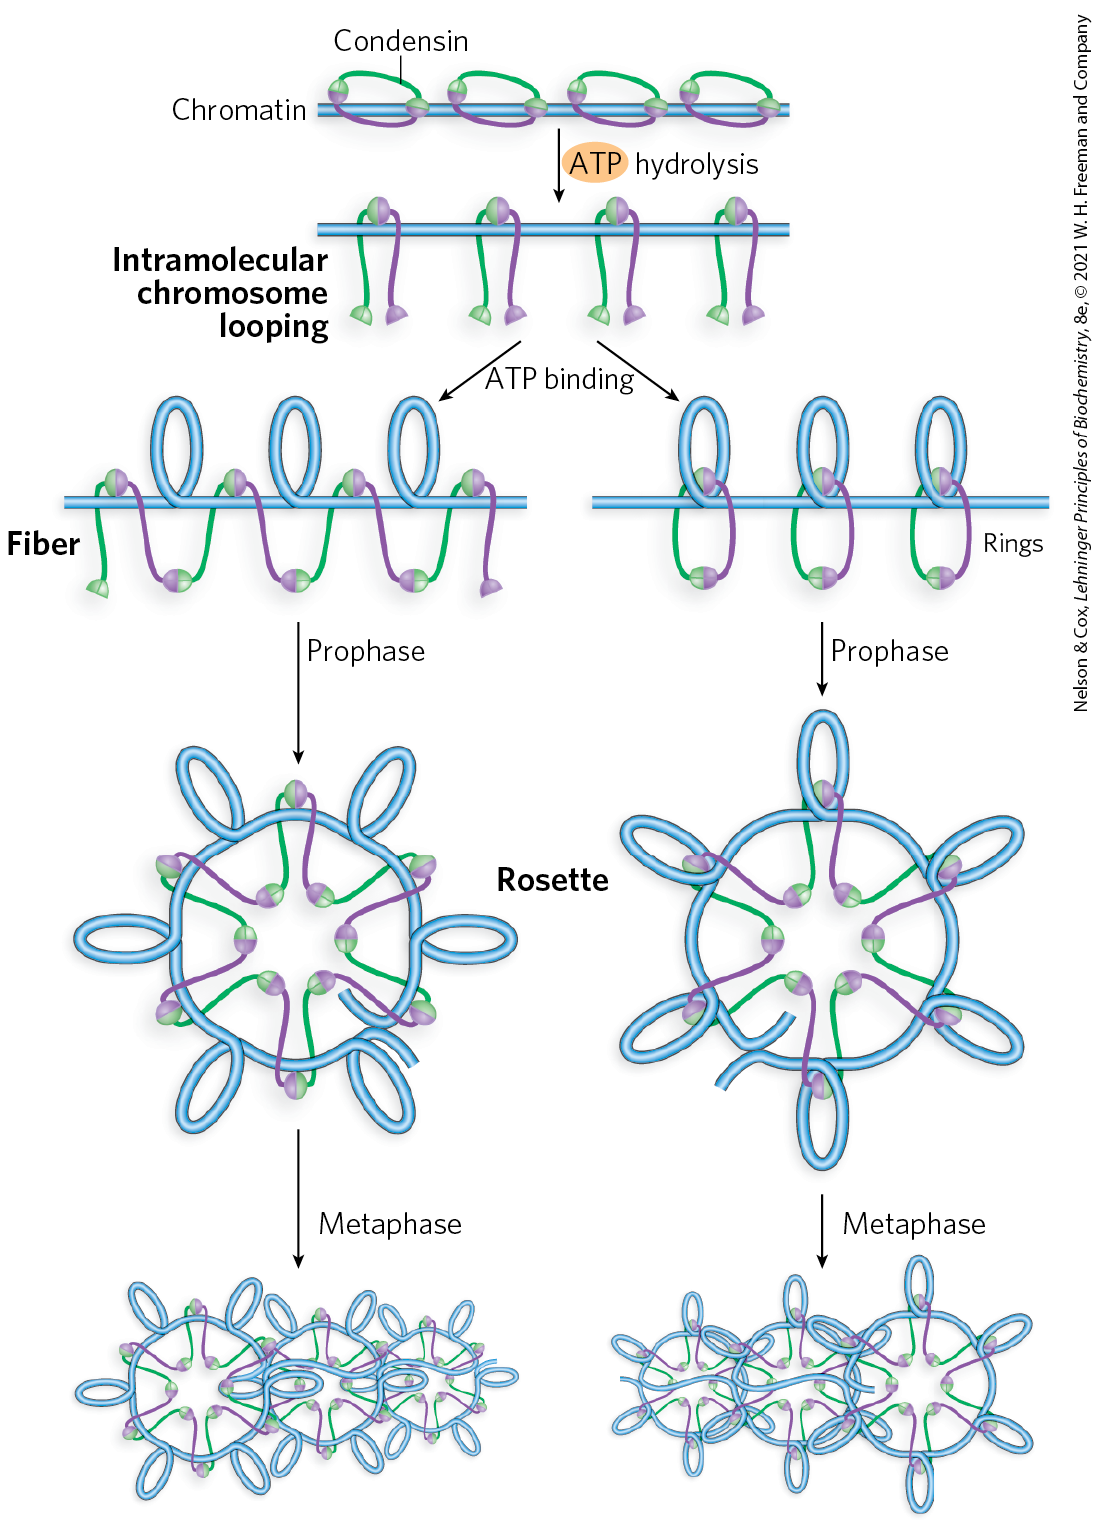 Condensin
Chromatin
ATP hydrolysis
Intramolecular
chromosome
looping
ATP binding
Fiber
Rings
Prophase
Prophase
Rosette
Metaphase
Metaphase
Nelson & Cox, Lehninger Principles of Biochemistry, 8e, © 2021 W. H. Freeman and Company